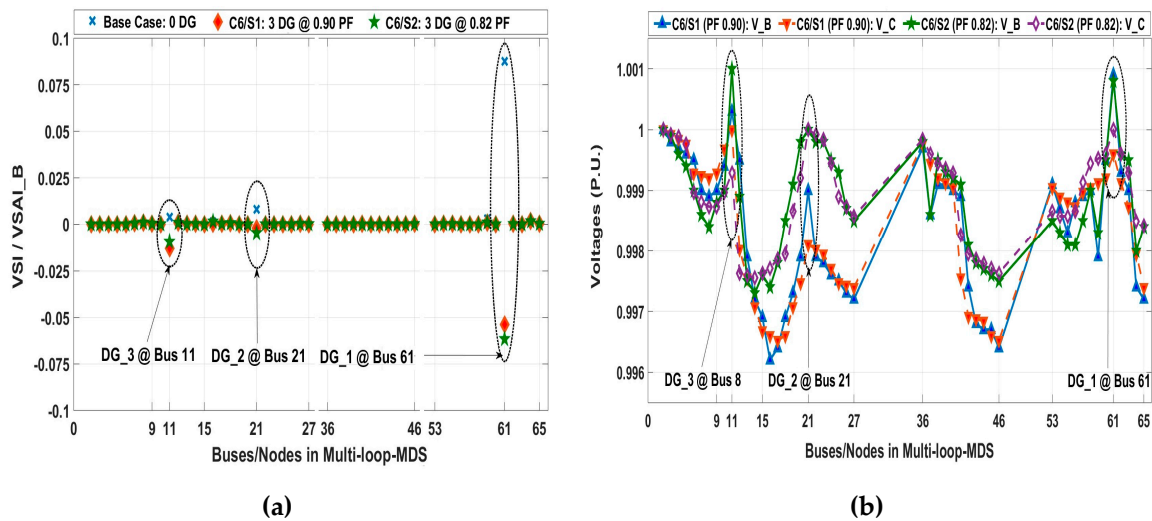 Base Case: 0 DG C6/S1: 3 DG @ 0.90 PF C6/S2: 3 DG @ 0.82 PF
0.1
0.075
0.05
0.025
0
-0.025
-0.05
-0.075
-0.1
VSI / VSAI_B
DG_3 @ Bus 11 DG_2 @ Bus 21 DG_1 @ Bus 61
0 9 11 15 21 27 36 46 53 61 65
Buses/Nodes in Multi-loop-MDS
(a)
C6/S1 (PF 0.90): V_B C6/S1 (PF 0.90): V_C C6/S2 (PF 0.82): V_B C6/S2 (PF 0.82): V_C
1.001
1
0.999
0.998
0.997
0.996
Voltages (P.U.)
DG_3 @ Bus 8 DG_2 @ Bus 21 DG_1 @ Bus 61
0 9 11 15 21 27 36 46 53 61 65
Buses/Nodes in Multi-loop-MDS
(b)